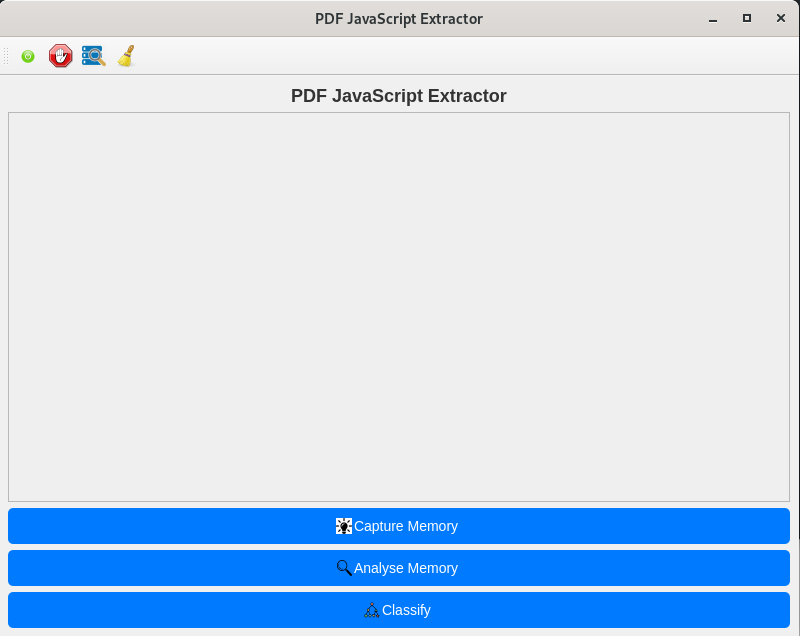 PDF JavaScript Extractor
PDF JavaScript Extractor
Capture Memory
Analyse Memory
Classify